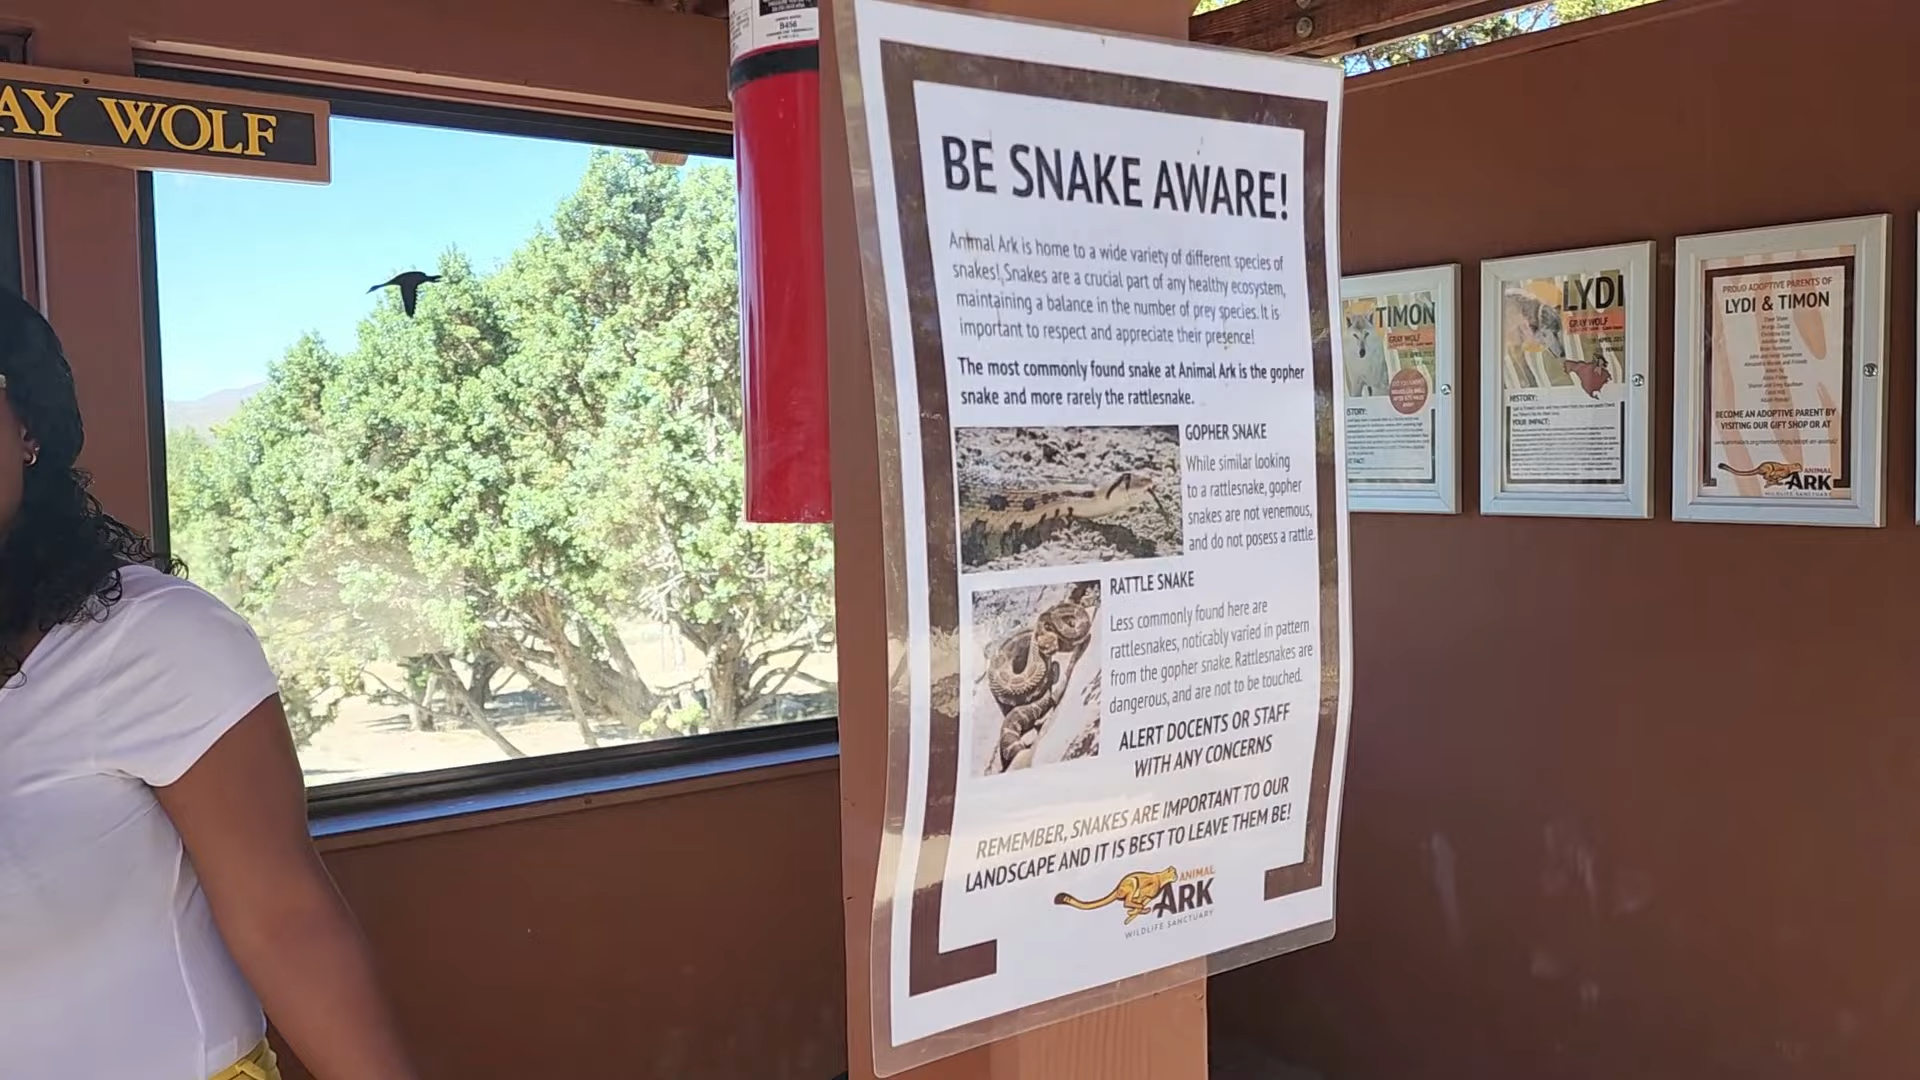 AY WOLF
B456
BE SNAKE AWARE!
Animal Ark is home to a wide variety of different species of
snakes! Snakes are a crucial part of any healthy ecosystem,
maintaining a balance in the number of prey species. It is
important to respect and appreciate their presence!
The most commonly found snake at Animal Ark is the gopher
snake and more rarely the rattlesnake.
GOPHER SNAKE
While similar looking
to a rattlesnake, gopher
snakes are not venemous,
and do not posess a rattle.
RATTLE SNAKE
Less commonly found here are
rattlesnakes, noticably varied in pattern
from the gopher snake. Rattlesnakes are
dangerous, and are not to be touched.
ALERT DOCENTS OR STAFF
WITH ANY CONCERNS
REMEMBER, SNAKES ARE IMPORTANT TO OUR
LANDSCAPE AND IT IS BEST TO LEAVE THEM BE!
ANIMAL
ARK
WILDLIFE SANCTUARY
TIMON
GRAY WOLF
STORY:
LYDI
GRAY WOLF
HISTORY:
YOUR IMPACT:
PROUD ADOPTIVE PARENTS OF
LYDI & TIMON
BECOME AN ADOPTIVE PARENT BY
VISITING OUR GIFT SHOP OR AT
ANIMAL
ARK
WILDLIFE SANCTUARY